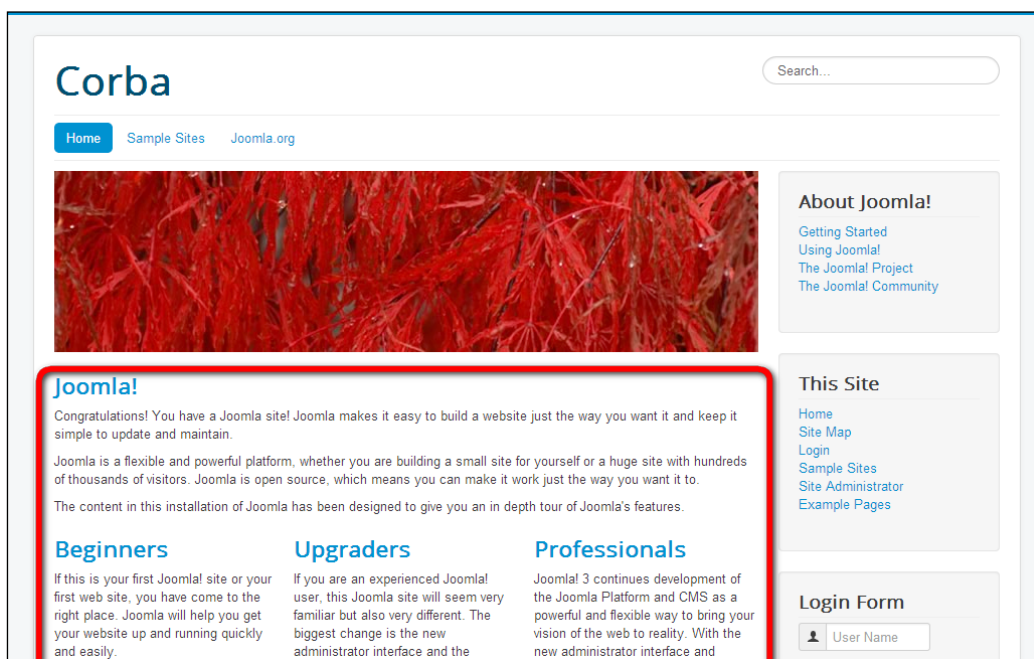 Corba
Search...
Home Sample Sites Joomla.org
Joomla!
Congratulations! You have a Joomla site! Joomla makes it easy to build a website just the way you want it and keep it
simple to update and maintain.
Joomla is a flexible and powerful platform, whether you are building a small site for yourself or a huge site with hundreds
of thousands of visitors. Joomla is open source, which means you can make it work just the way you want it to.
The content in this installation of Joomla has been designed to give you an in depth tour of Joomla's features.
Beginners
If this is your first Joomla! site or your
first web site, you have come to the
right place. Joomla will help you get
your website up and running quickly
and easily.
Upgraders
If you are an experienced Joomla!
user, this Joomla site will seem very
familiar but also very different. The
biggest change is the new
administrator interface and the
Professionals
Joomla! 3 continues development of
the Joomla Platform and CMS as a
powerful and flexible way to bring your
vision of the web to reality. With the
new administrator interface and
About Joomla!
Getting Started
Using Joomla!
The Joomla! Project
The Joomla! Community
This Site
Home
Site Map
Login
Sample Sites
Site Administrator
Example Pages
Login Form
User Name